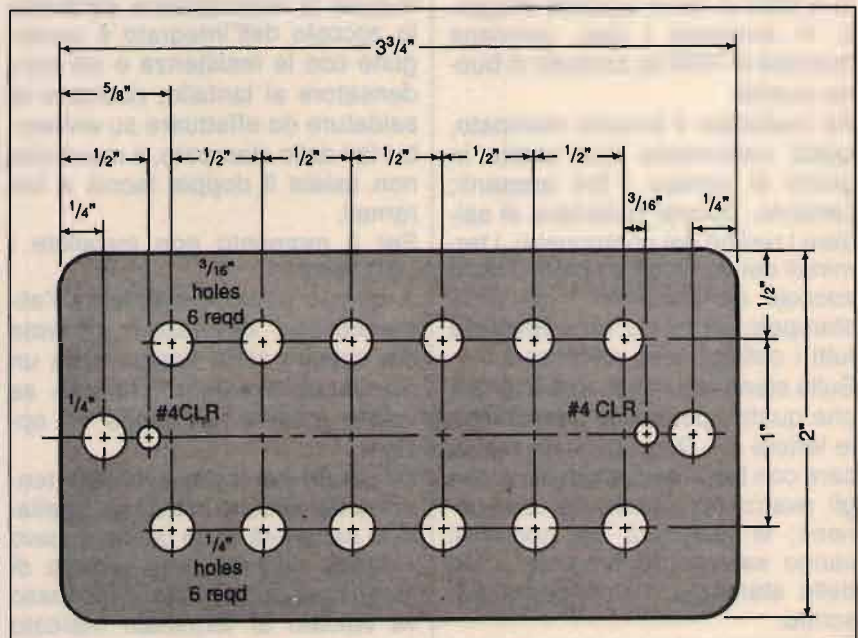 3 3/4"
5/8"
1/2" 1/2" 1/2" 1/2" 1/2" 1/2"
3/16" 1/4"
1/4"
3/16"
holes
6 reqd
1/2"
1/4"
#4CLR
#4 CLR
1" 2"
1/4"
holes
6 reqd